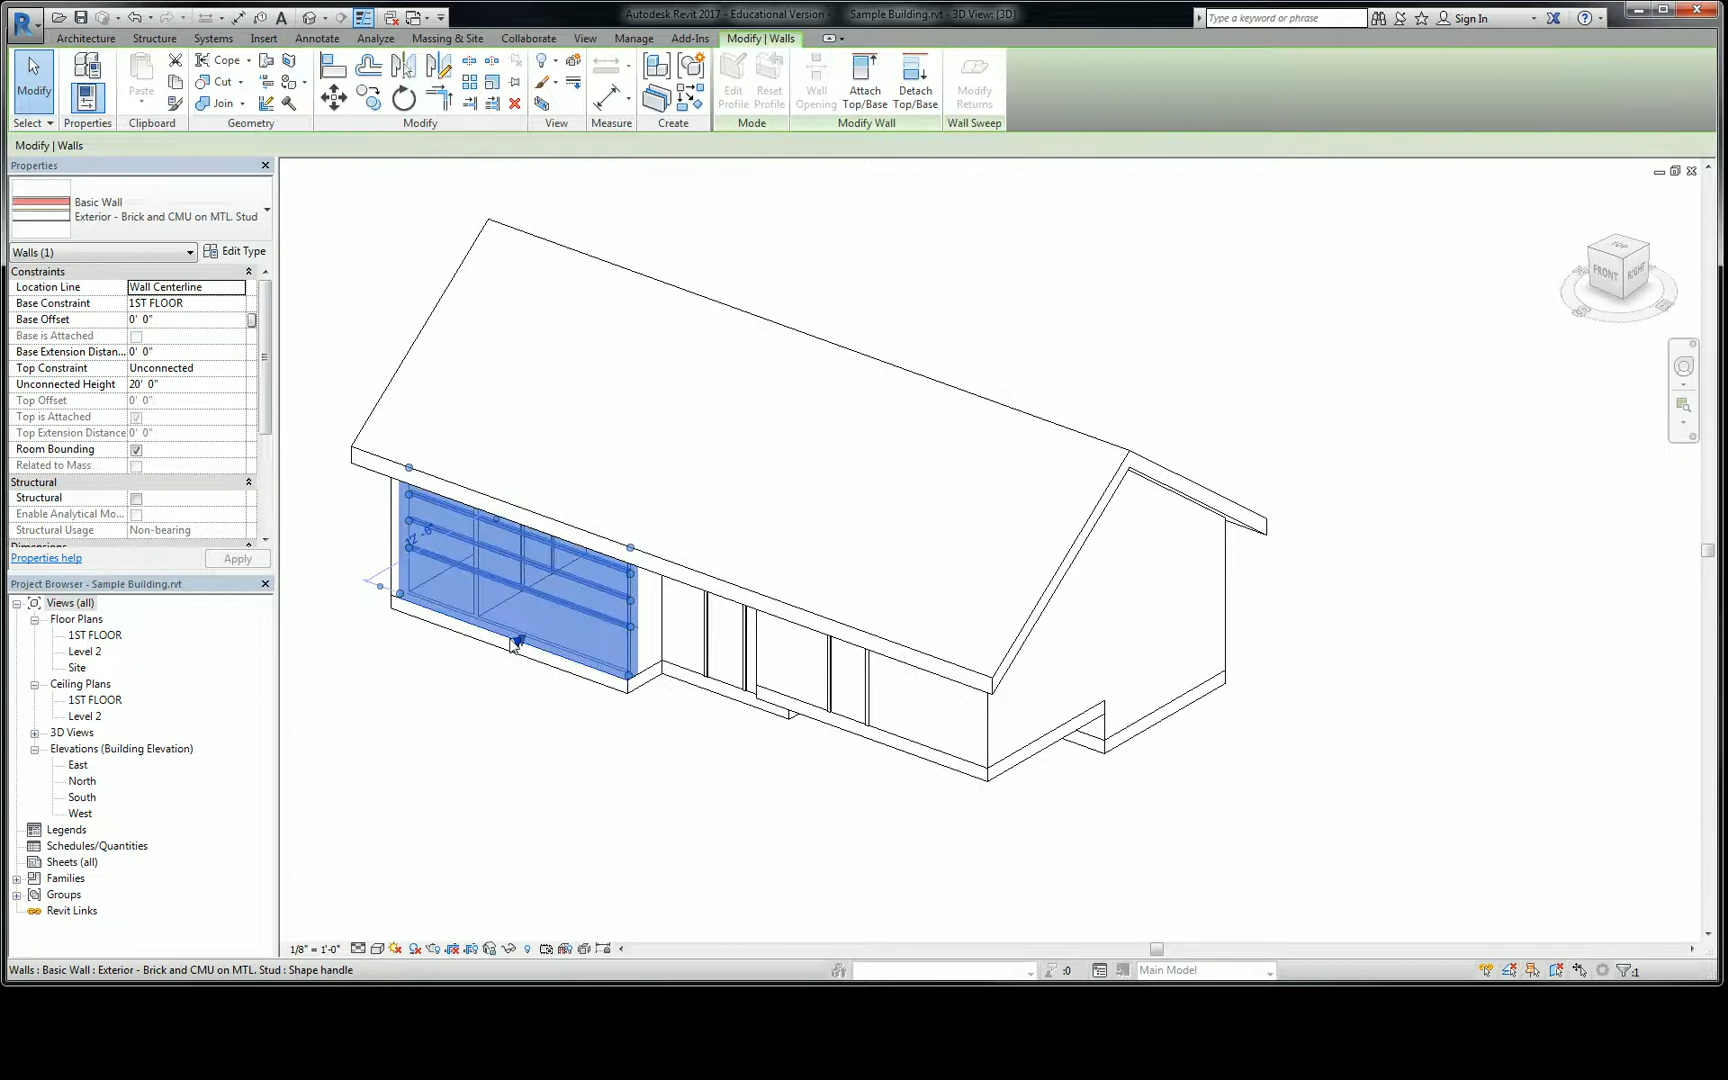 Autodesk Revit 2017 - Educational Version - Sample Building.rvt - 3D View: {3D}
Type a keyword or phrase
Sign In
Architecture Structure Systems Insert Annotate Analyze Massing & Site Collaborate View Manage Add-Ins Modify | Walls
Modify
Paste
Cope
Cut
Join
Edit Profile
Reset Profile
Wall Opening
Attach Top/Base
Detach Top/Base
Modify Returns
Select Properties Clipboard Geometry Modify View Measure Create Mode Modify Wall Wall Sweep
Modify | Walls
Properties
Basic Wall
Exterior - Brick and CMU on MTL. Stud
Walls (1) Edit Type
Constraints
Location Line Wall Centerline
Base Constraint 1ST FLOOR
Base Offset 0' 0"
Base is Attached
Base Extension Distan... 0' 0"
Top Constraint Unconnected
Unconnected Height 20' 0"
Top Offset 0' 0"
Top is Attached
Top Extension Distance 0' 0"
Room Bounding
Related to Mass
Structural
Structural
Enable Analytical Mo...
Structural Usage Non-bearing
Properties help Apply
Project Browser - Sample Building.rvt
Views (all)
Floor Plans
1ST FLOOR
Level 2
Site
Ceiling Plans
1ST FLOOR
Level 2
3D Views
Elevations (Building Elevation)
East
North
South
West
Legends
Schedules/Quantities
Sheets (all)
Families
Groups
Revit Links
TOP
FRONT
RIGHT
1/8" = 1'-0"
Walls : Basic Wall : Exterior - Brick and CMU on MTL. Stud : Shape handle
:0
Main Model
:1